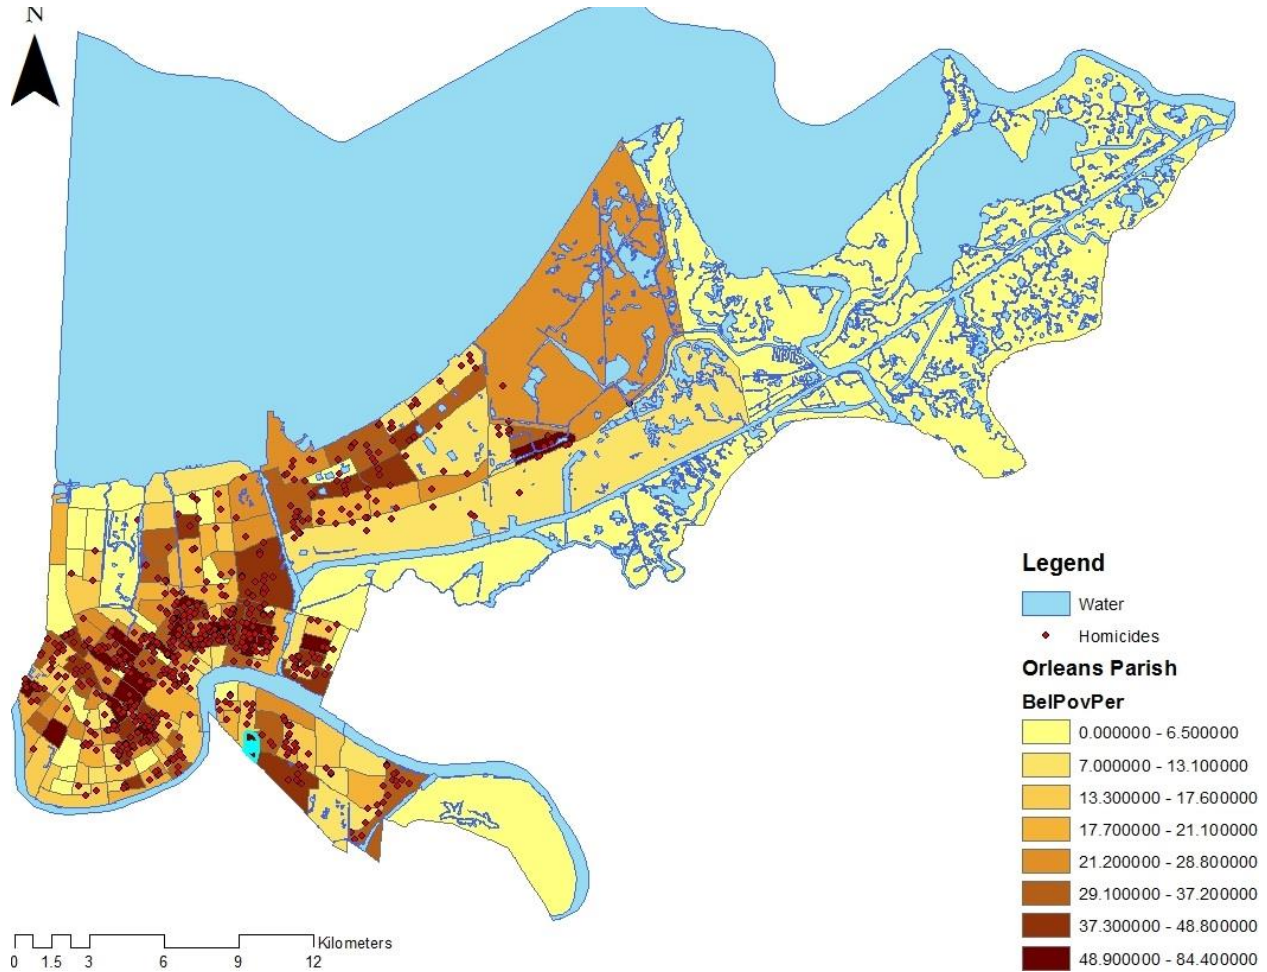 N
Legend
Water
Homicides
Orleans Parish
BelPovPer
0.000000 - 6.500000
7.000000 - 13.100000
13.300000 - 17.600000
17.700000 - 21.100000
21.200000 - 28.800000
29.100000 - 37.200000
37.300000 - 48.800000
48.900000 - 84.400000
Kilometers
0 1.5 3 6 9 12